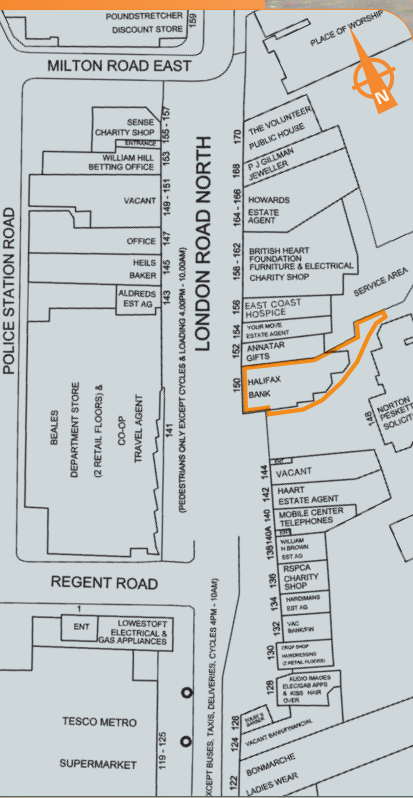 POUNDSTRETCHER
DISCOUNT STORE
159
MILTON ROAD EAST
PLACE OF WORSHIP
N
POLICE STATION ROAD
LONDON ROAD NORTH
(PEDESTRIANS ONLY EXCEPT CYCLES & LOADING 4.00PM - 10.00AM)
SENSE
CHARITY SHOP
155 - 157
ENTRANCE
WILLIAM HILL
BETTING OFFICE
153
VACANT
149 - 151
OFFICE
147
HEILS
BAKER
145
ALDREDS
EST AG
143
BEALES
DEPARTMENT STORE
(2 RETAIL FLOORS) &
CO-OP
TRAVEL AGENT
141
170
THE VOLUNTEER
PUBLIC HOUSE
168
P J GILLMAN
JEWELLER
164 - 166
HOWARDS
ESTATE
AGENT
158 - 162
BRITISH HEART
FOUNDATION
FURNITURE & ELECTRICAL
CHARITY SHOP
SERVICE AREA
156
EAST COAST
HOSPICE
154
YOUR MOVE
ESTATE AGENT
152
ANNATAR
GIFTS
150
HALIFAX
BANK
148
NORTON
PESKETT
SOLICIT
ENT
144
VACANT
142
HAART
ESTATE AGENT
140
MOBILE CENTER
TELEPHONES
140A
ENT
138
WILLIAM
H BROWN
EST AG
136
RSPCA
CHARITY
SHOP
134
HARDIMANS
EST AG
132
VAC
BANK/FIN
130
CROP SHOP
HAIRDRESSERS
(2 RETAIL FLOORS)
128
AUDIO IMAGES
ELEC/GAS APPS
& KISS HAIR
OVER
126
BARBER
124
VACANT BANK/FINANCIAL
122
BONMARCHE
LADIES WEAR
REGENT ROAD
XCEPT BUSES, TAXIS, DELIVERIES, CYCLES 4PM - 10AM)
1
ENT
LOWESTOFT
ELECTRICAL &
GAS APPLIANCES
TESCO METRO
SUPERMARKET
119 - 125